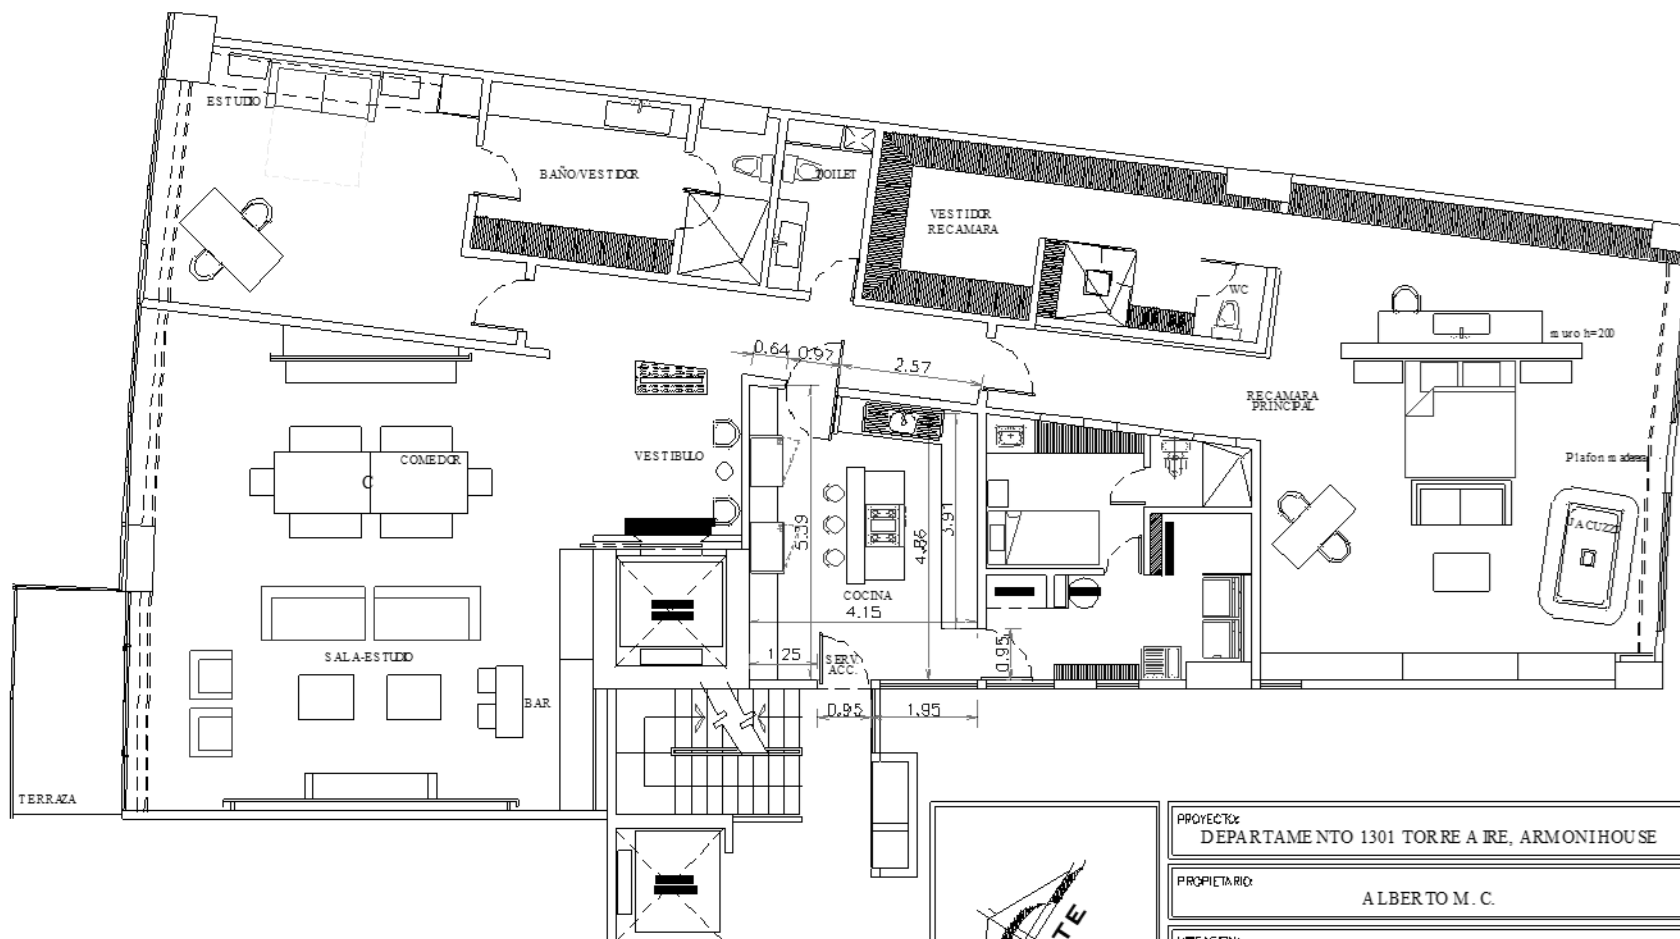 ESTUDIO
BAÑO/VESTIDOR
TOILET
VESTIDOR
RECAMARA
WC
muro h=200
0.64
0.97
2.57
RECAMARA
PRINCIPAL
COMEDOR
C
VESTIBULO
Plafon madera
JACUZZI
5.39
4.86
3.91
COCINA
4.15
1.25
SERV.
ACC.
0.95
SALA-ESTUDIO
BAR
0.95
1.95
TERRAZA
PROYECTO:
DEPARTAMENTO 1301 TORRE AIRE, ARMONIHOUSE
PROPIETARIO:
ALBERTO M. C.